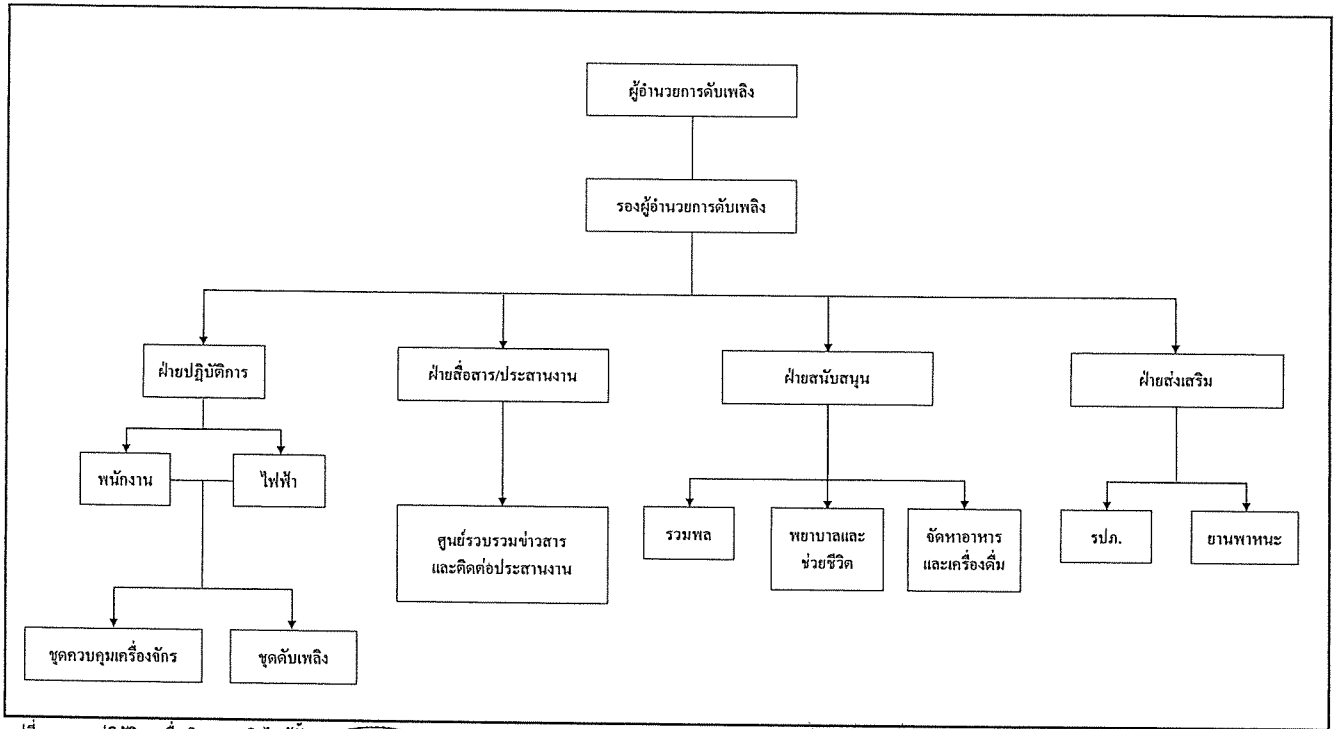 ผู้อำนวยการดับเพลิง
รองผู้อำนวยการดับเพลิง
ฝ่ายปฏิบัติการ
ฝ่ายสื่อสาร/ประสานงาน
ฝ่ายสนับสนุน
ฝ่ายส่งเสริม
พนักงาน
ไฟฟ้า
ศูนย์รวบรวมข่าวสาร
และติดต่อประสานงาน
รวมพล
พยาบาลและ
ช่วยชีวิต
จัดหาอาหาร
และเครื่องดื่ม
รปภ.
ยานพาหนะ
ชุดควบคุมเครื่องจักร
ชุดดับเพลิง